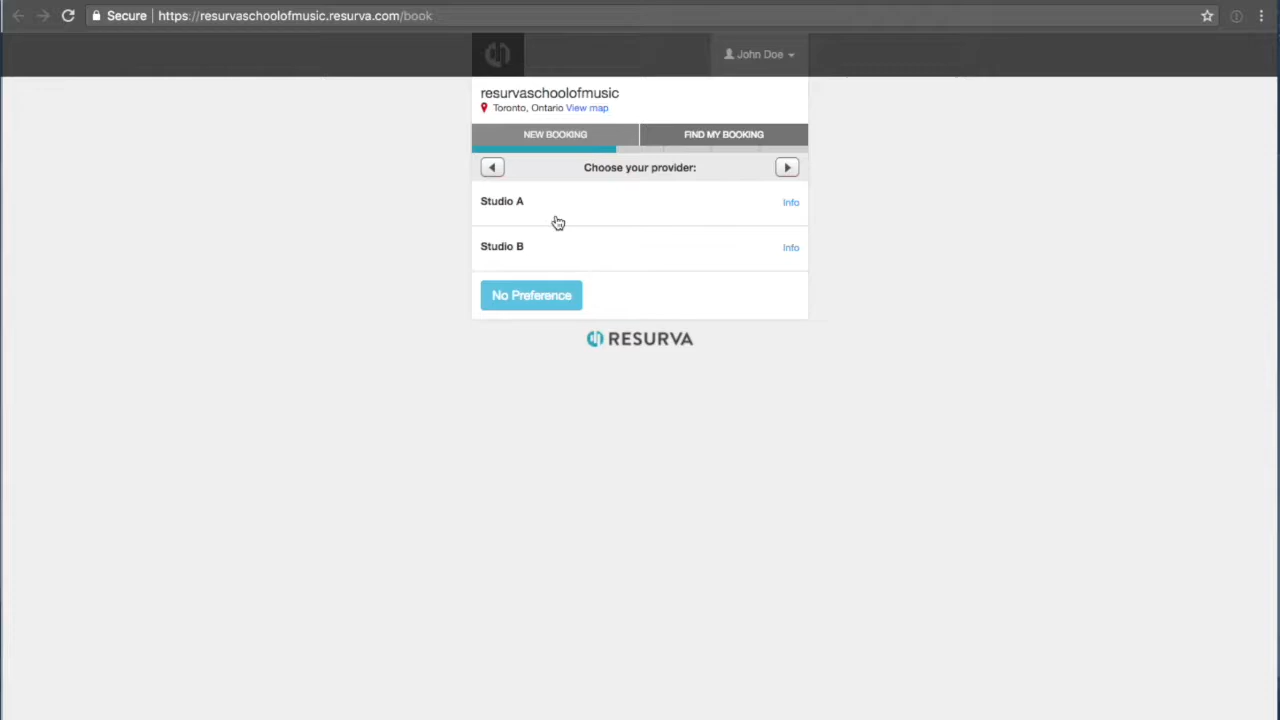 Secure https://resurvaschoolofmusic.resurva.com/book
John Doe
resurvaschoolofmusic
Toronto, Ontario View map
NEW BOOKING FIND MY BOOKING
Choose your provider:
Studio A Info
Studio B Info
No Preference
RESURVA